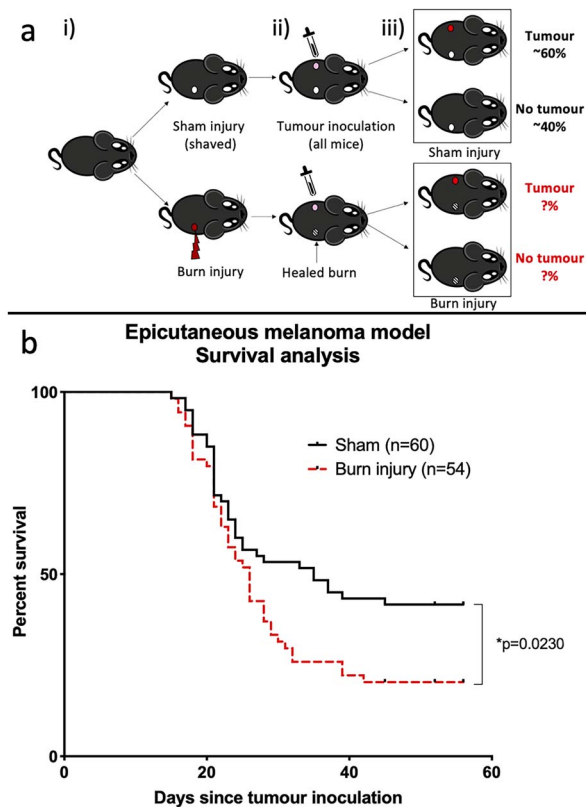 a
i)
ii)
iii)
Sham injury
(shaved)
Tumour inoculation
(all mice)
Tumour
~60%
No tumour
~40%
Sham injury
Burn injury
Healed burn
Tumour
?%
No tumour
?%
Burn injury
b
Epicutaneous melanoma model
Survival analysis
Percent survival
100
50
0
Sham (n=60)
Burn injury (n=54)
*p=0.0230
0
20
40
60
Days since tumour inoculation